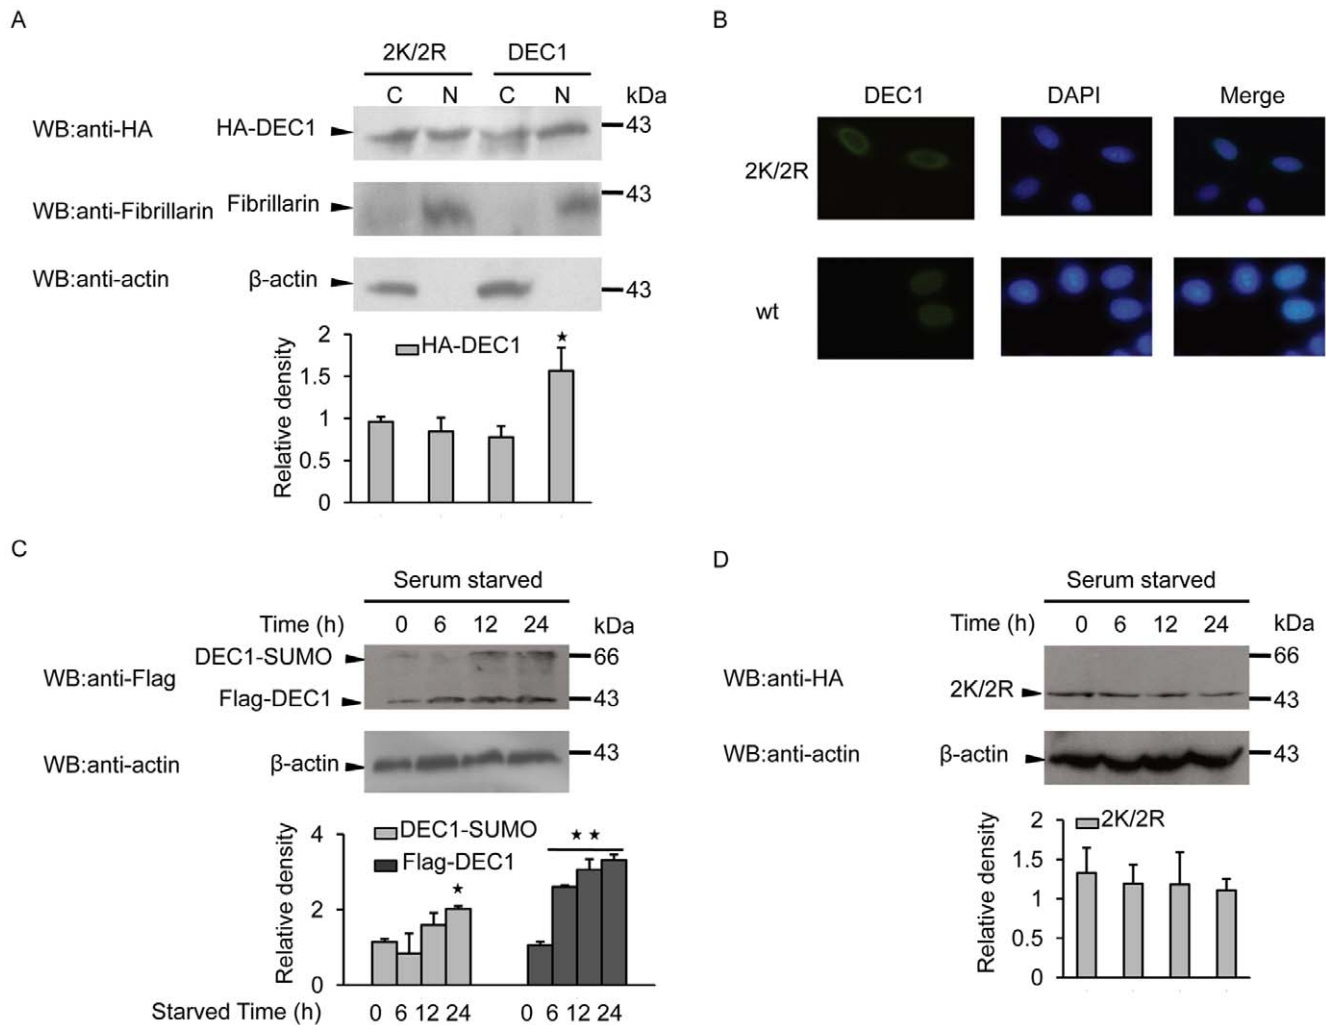 A
2K/2R DEC1
C N C N kDa
WB:anti-HA HA-DEC1 43
WB:anti-Fibrillarin Fibrillarin 43
WB:anti-actin β-actin 43
Relative density
2
1.5
1
0.5
0
HA-DEC1
★
B
DEC1 DAPI Merge
2K/2R
wt
C
Serum starved
Time (h) 0 6 12 24 kDa
WB:anti-Flag DEC1-SUMO 66
Flag-DEC1 43
WB:anti-actin β-actin 43
Relative density
4
2
0
DEC1-SUMO
Flag-DEC1
★
★ ★
Starved Time (h) 0 6 12 24 0 6 12 24
D
Serum starved
Time (h) 0 6 12 24 kDa
66
WB:anti-HA 2K/2R 43
WB:anti-actin β-actin 43
Relative density
2
1.5
1
0.5
0
2K/2R